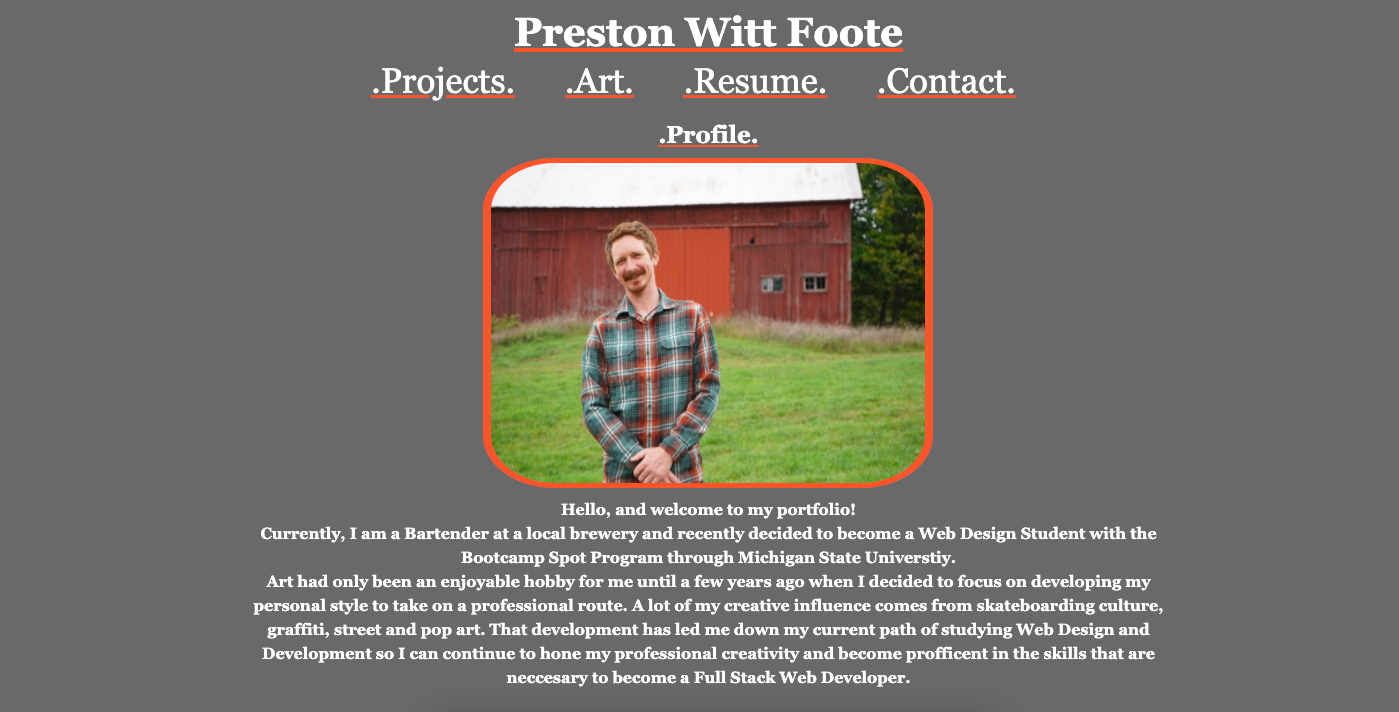 Preston Witt Foote
.Projects. .Art. .Resume. .Contact.
.Profile.
Hello, and welcome to my portfolio!
Currently, I am a Bartender at a local brewery and recently decided to become a Web Design Student with the
Bootcamp Spot Program through Michigan State Universtiy.
Art had only been an enjoyable hobby for me until a few years ago when I decided to focus on developing my
personal style to take on a professional route. A lot of my creative influence comes from skateboarding culture,
graffiti, street and pop art. That development has led me down my current path of studying Web Design and
Development so I can continue to hone my professional creativity and become profficent in the skills that are
neccesary to become a Full Stack Web Developer.